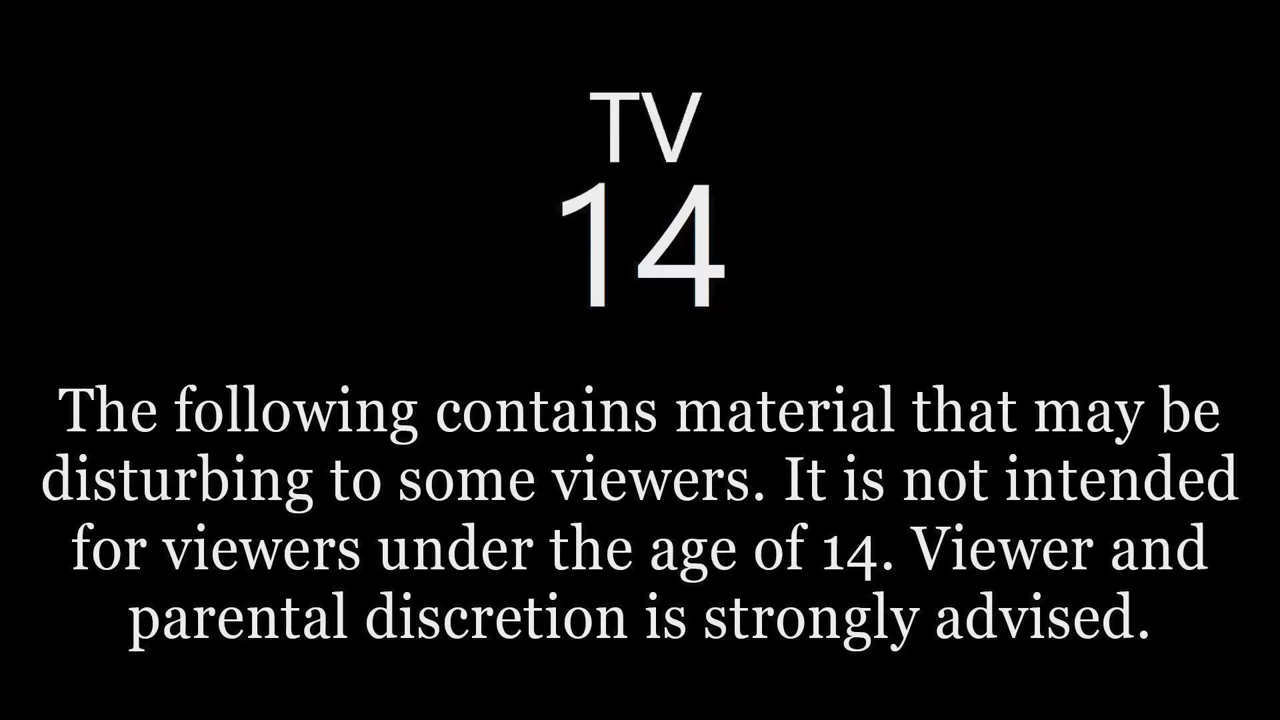 TV
14
The following contains material that may be
disturbing to some viewers. It is not intended
for viewers under the age of 14. Viewer and
parental discretion is strongly advised.